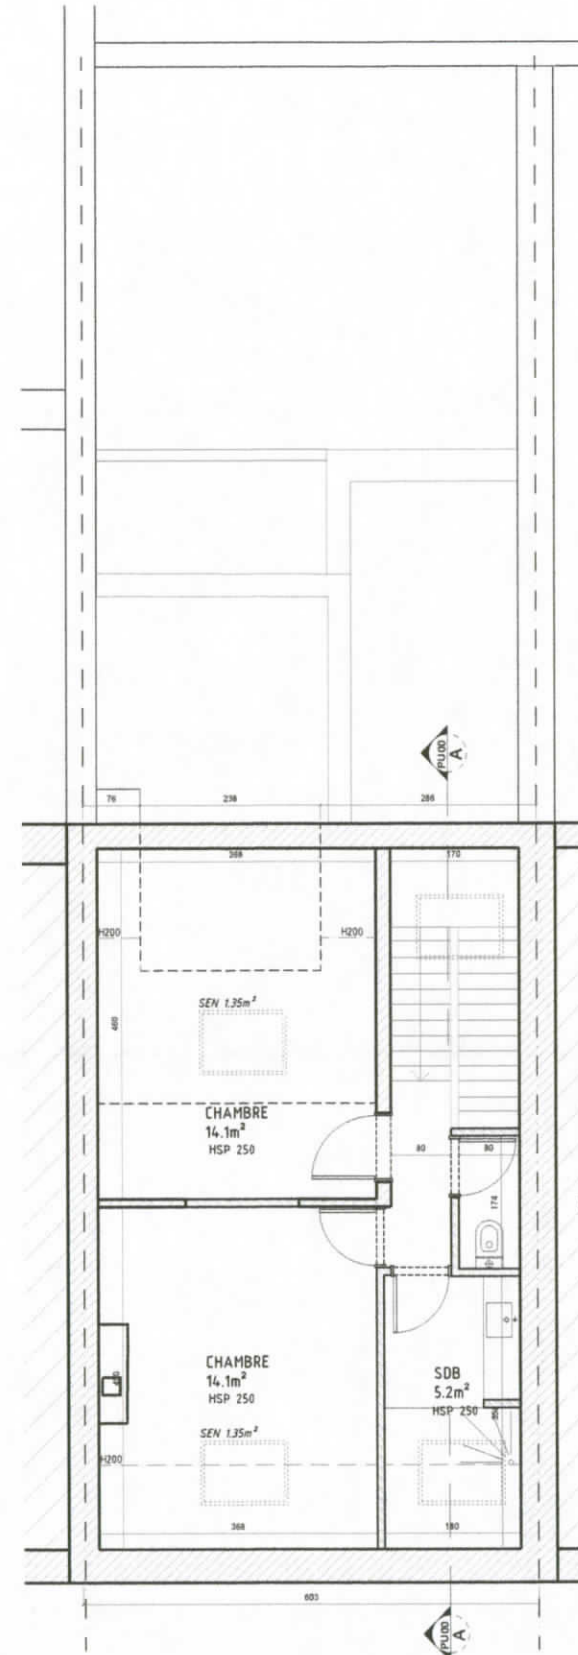 PU00
A
76
238
286
368
170
H200
H200
SEN 1.35m²
CHAMBRE
14.1m²
HSP 250
80
80
174
CHAMBRE
14.1m²
HSP 250
SDB
5.2m²
HSP 250
SEN 1.35m²
H200
368
180
600
PU00
A